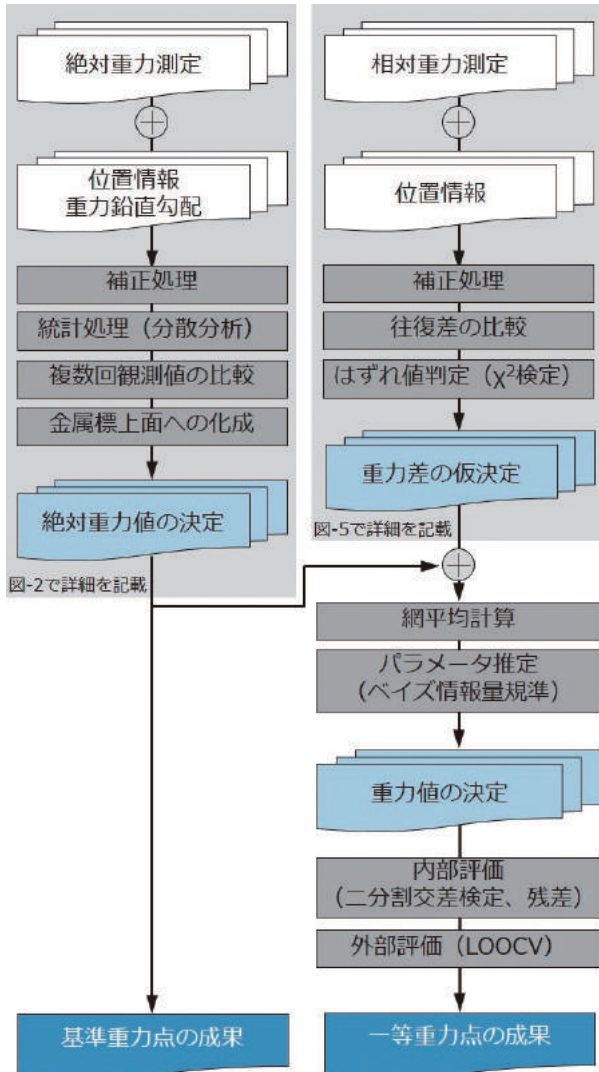 絶対重力測定
位置情報
重力鉛直勾配
補正処理
統計処理（分散分析）
複数回観測値の比較
金属標上面への化成
絶対重力値の決定
図-2で詳細を記載
相対重力測定
位置情報
補正処理
往復差の比較
はずれ値判定（χ²検定）
重力差の仮決定
図-5で詳細を記載
網平均計算
パラメータ推定
（ベイズ情報量規準）
重力値の決定
内部評価
（二分割交差検定、残差）
外部評価（LOOCV）
基準重力点の成果
一等重力点の成果